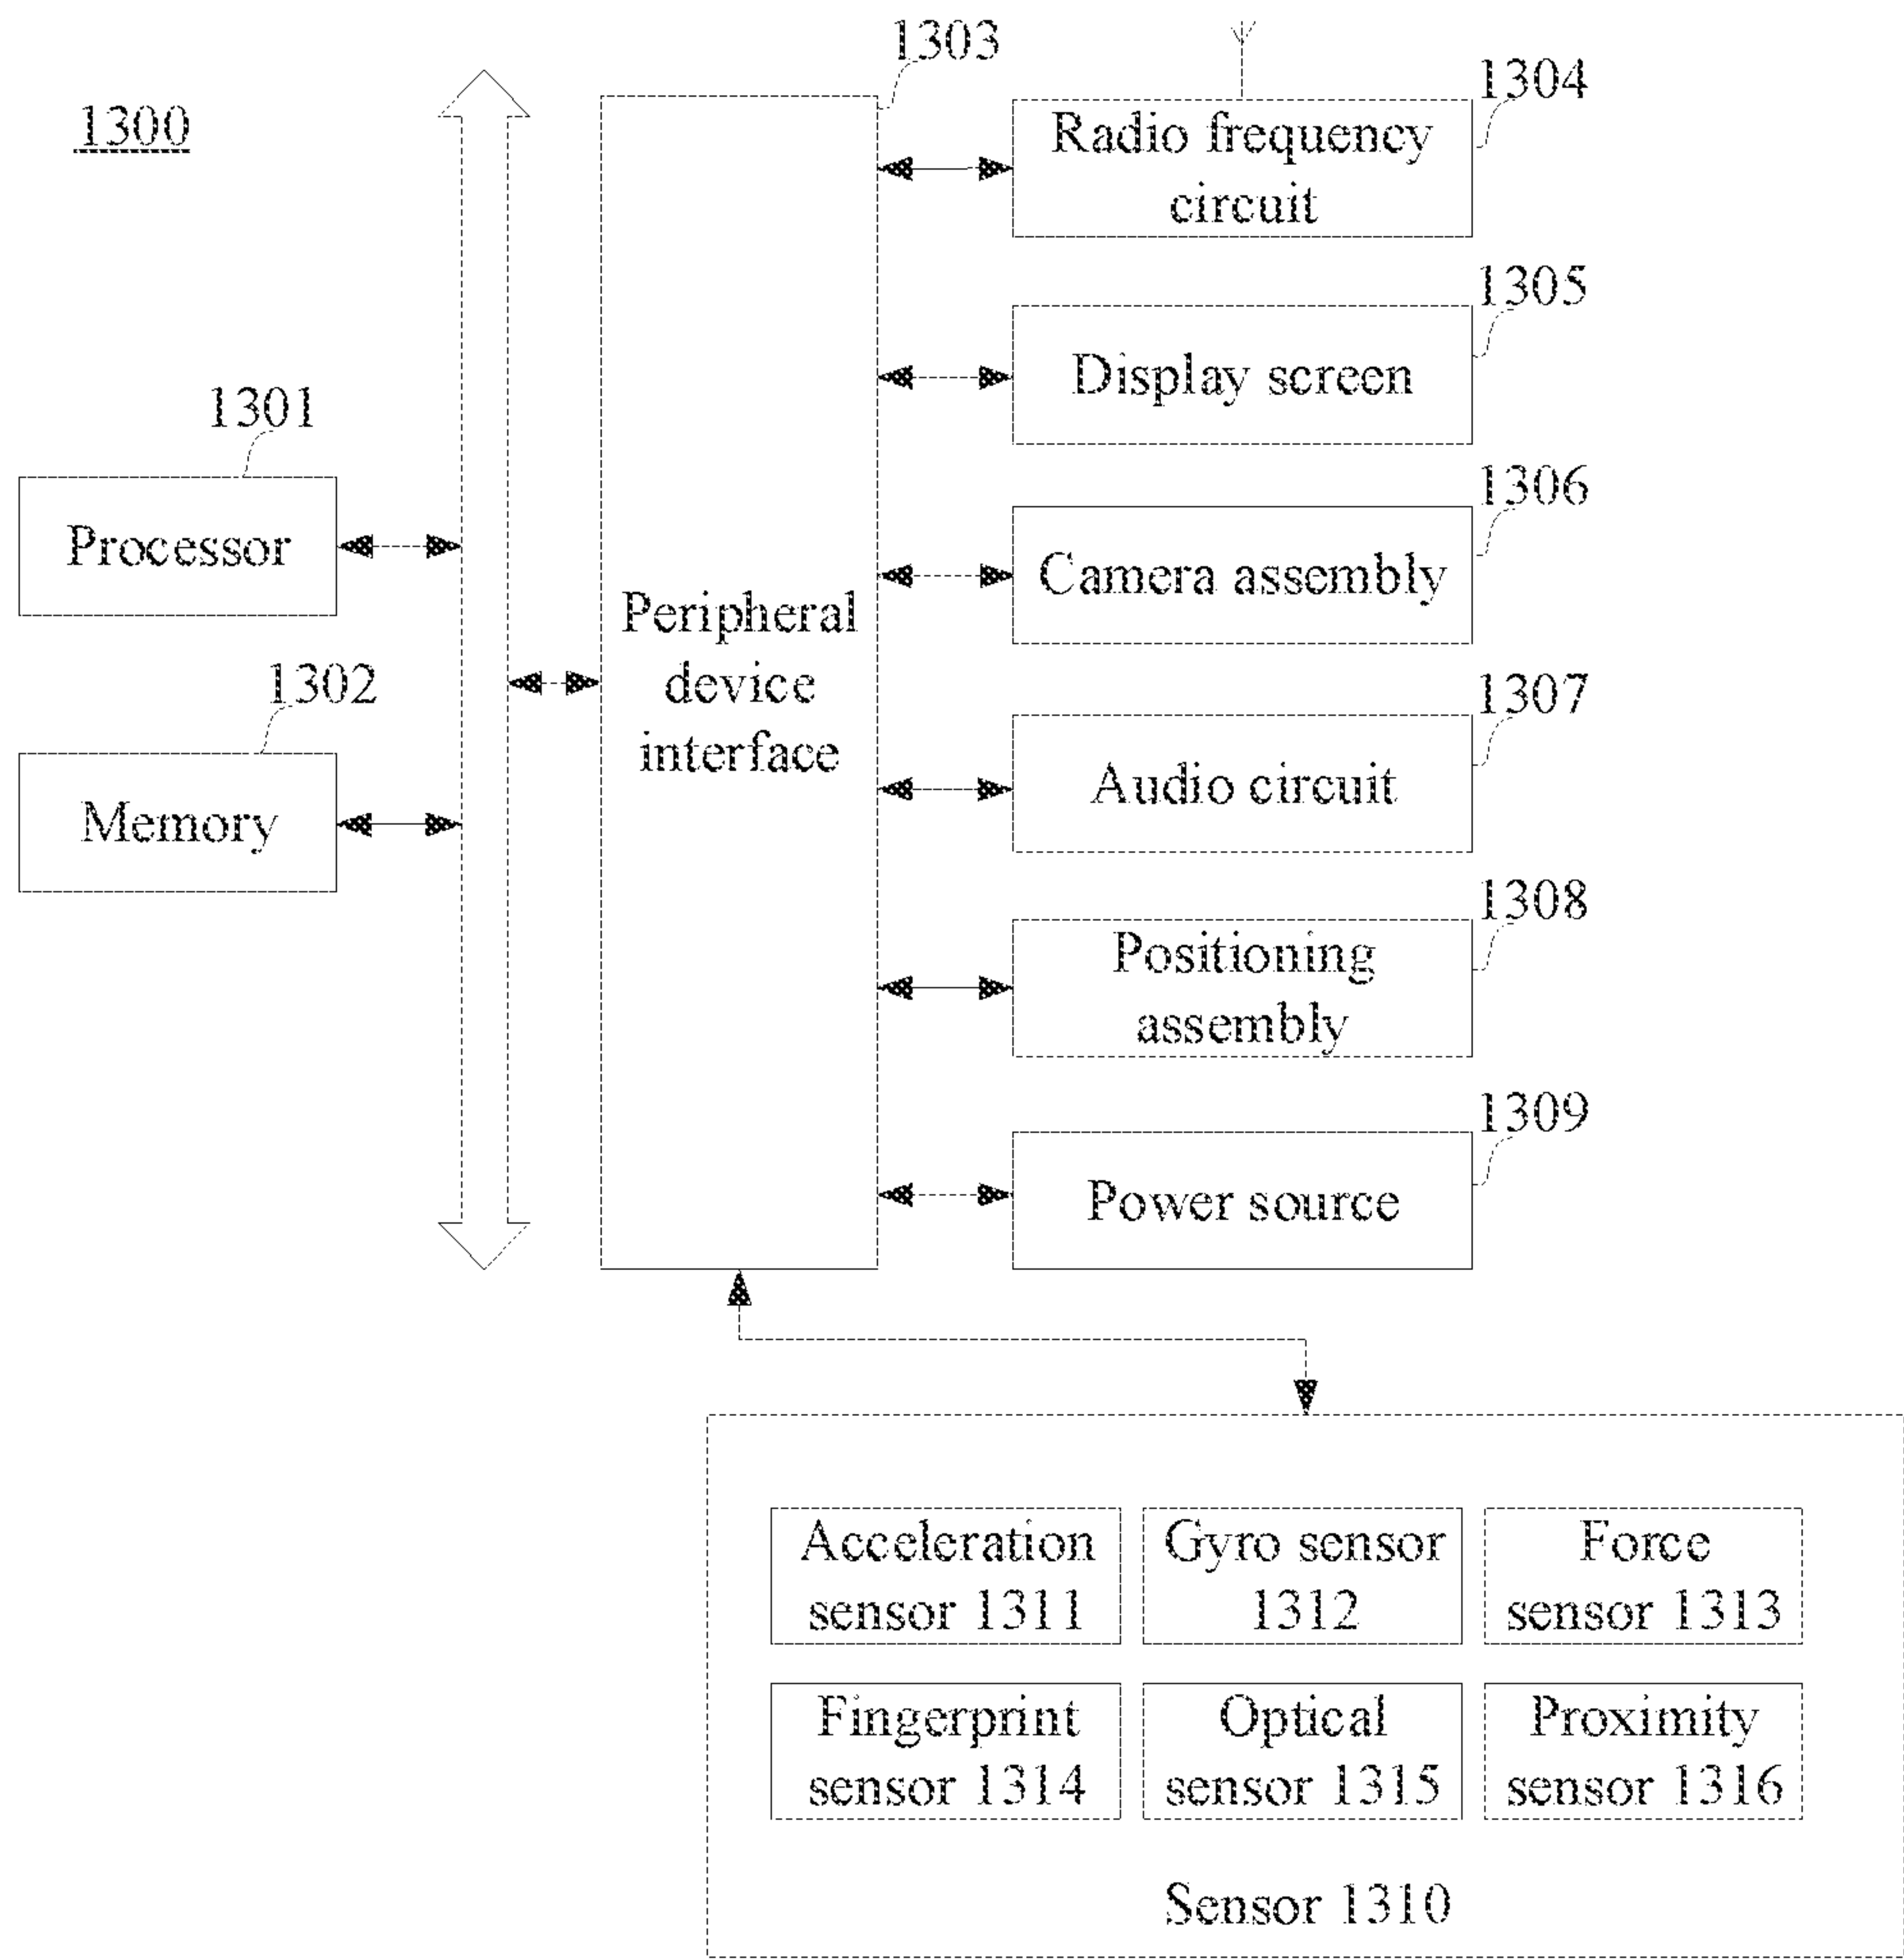 1300
1303
1304
Radio frequency
circuit
1305
Display screen
1301
Processor
1306
Camera assembly
Peripheral
device
interface
1302
Memory
1307
Audio circuit
1308
Positioning
assembly
1309
Power source
Acceleration
sensor 1311
Gyro sensor
1312
Force
sensor 1313
Fingerprint
sensor 1314
Optical
sensor 1315
Proximity
sensor 1316
Sensor 1310